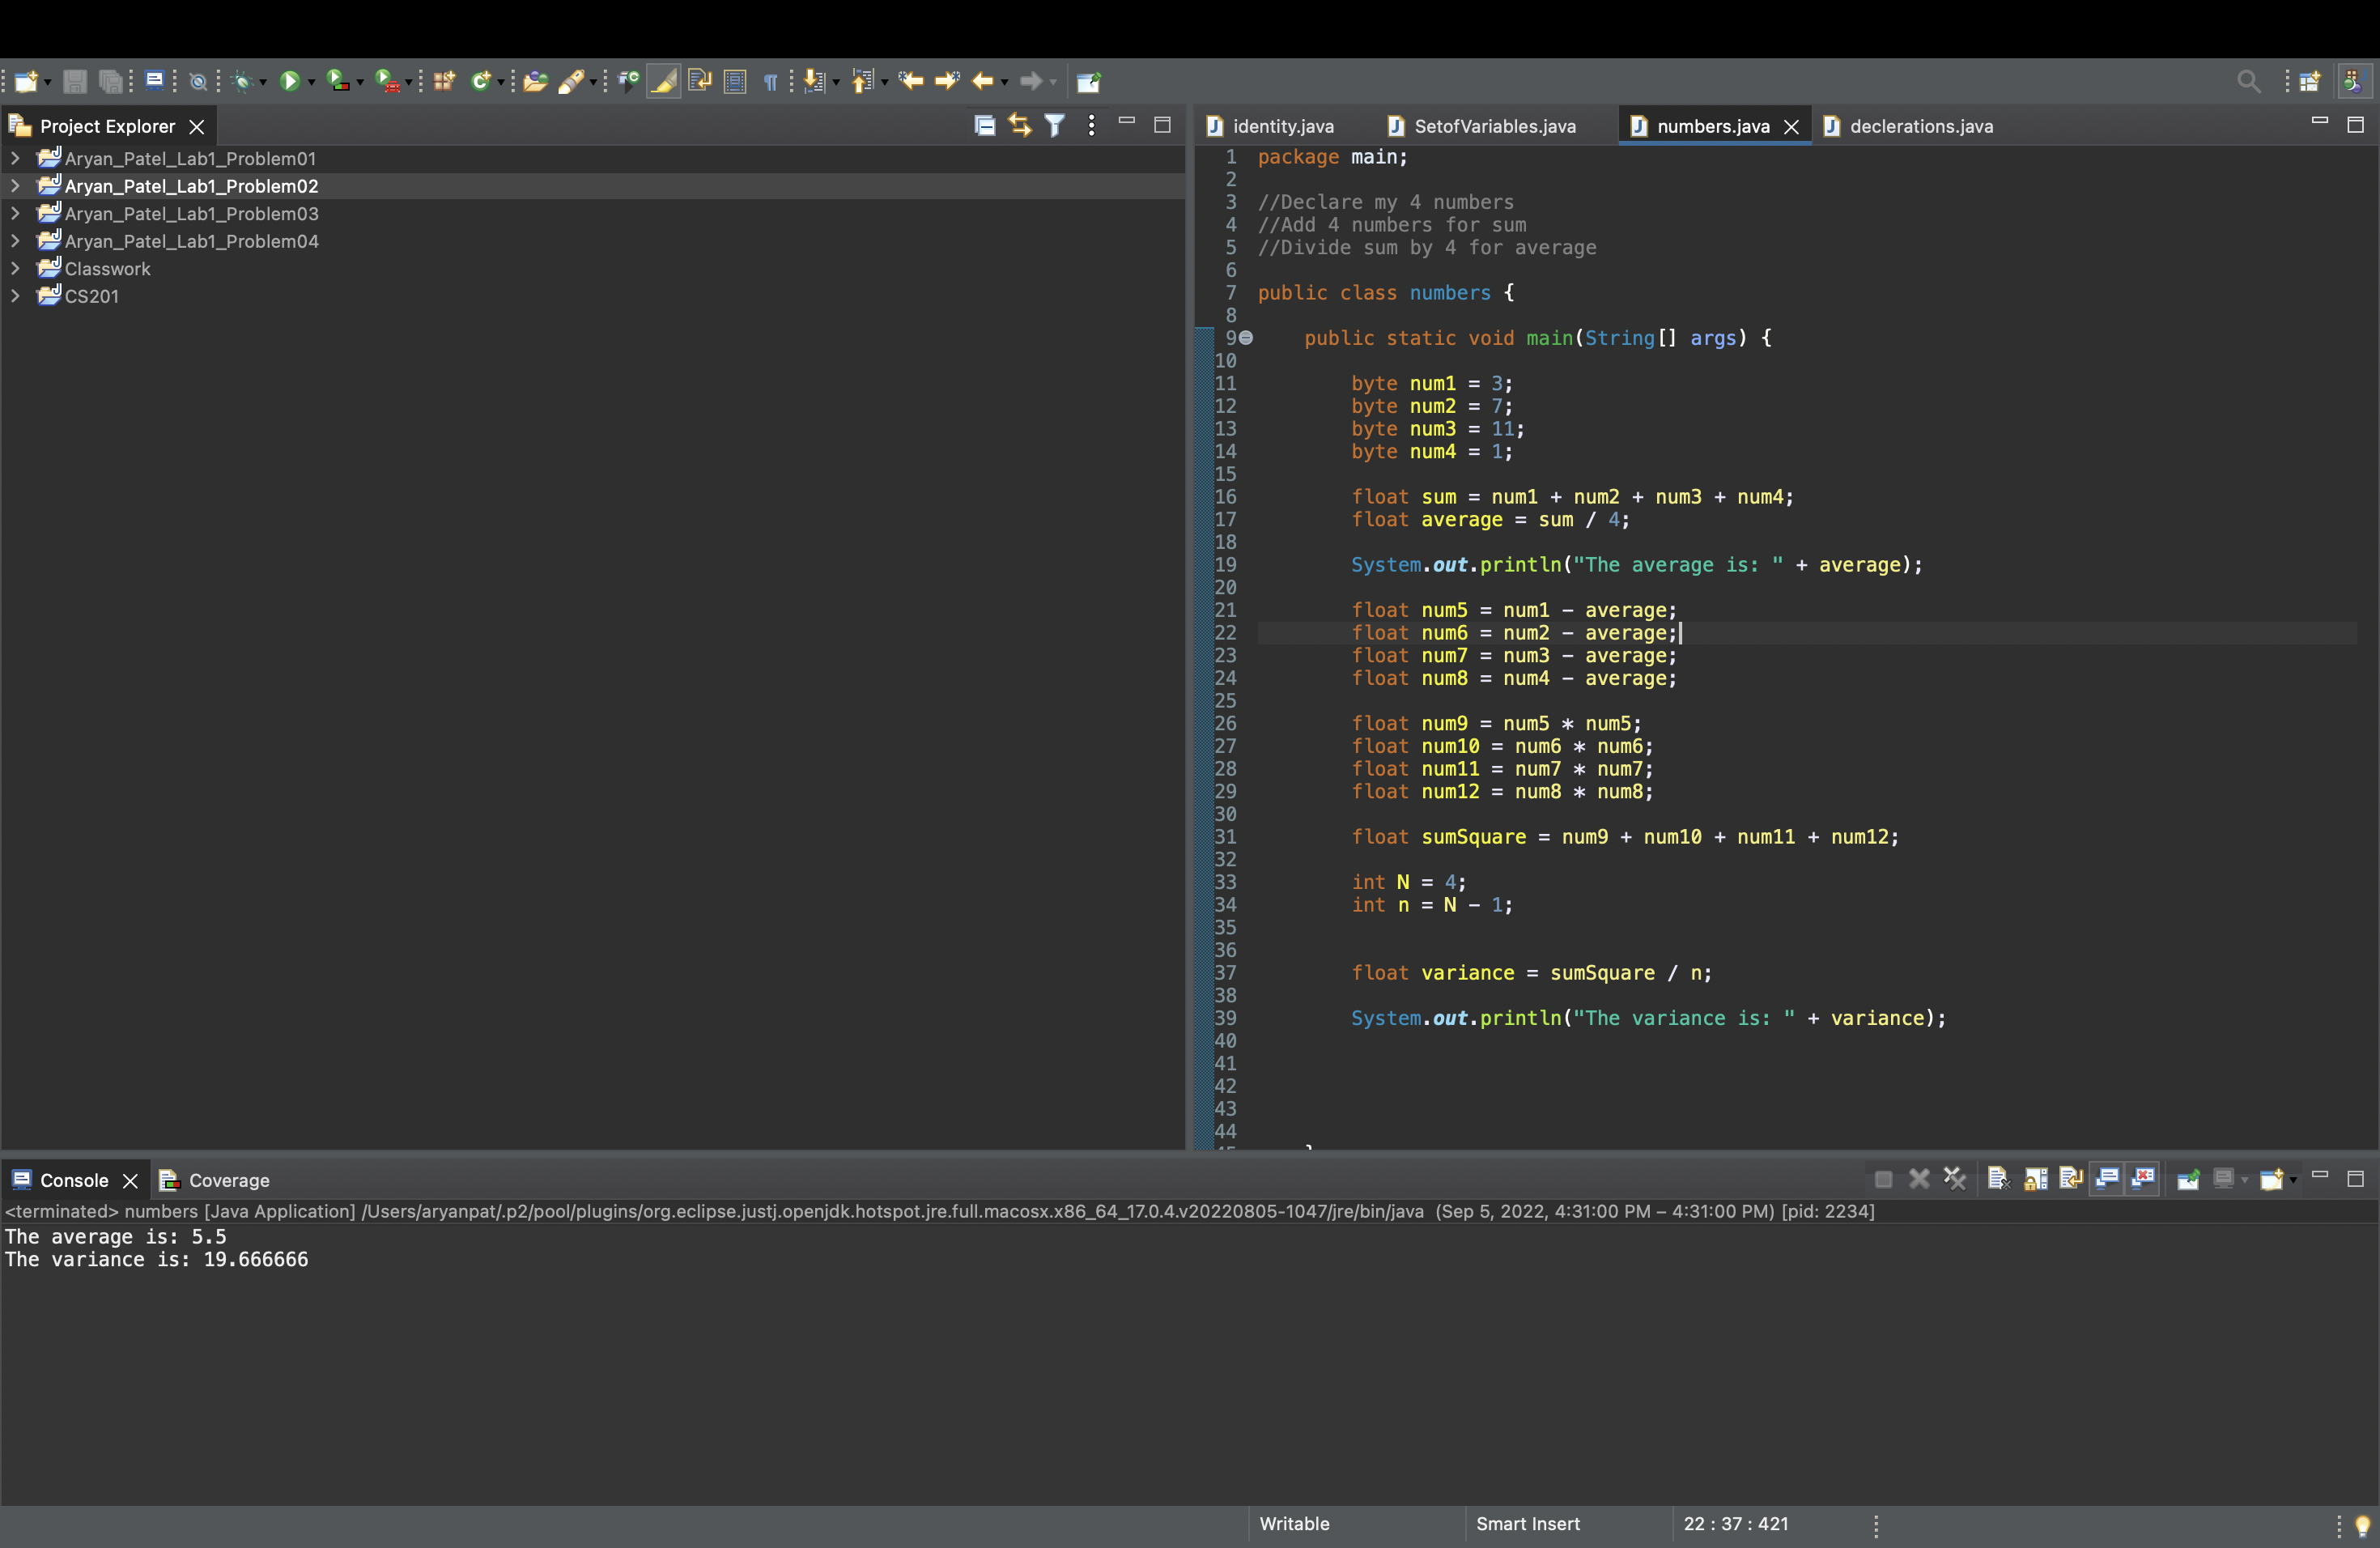 Project Explorer
Aryan_Patel_Lab1_Problem01
Aryan_Patel_Lab1_Problem02
Aryan_Patel_Lab1_Problem03
Aryan_Patel_Lab1_Problem04
Classwork
CS201
identity.java SetofVariables.java numbers.java declerations.java
1 package main;
2
3 //Declare my 4 numbers
4 //Add 4 numbers for sum
5 //Divide sum by 4 for average
6
7 public class numbers {
8
9 public static void main(String[] args) {
10
11 byte num1 = 3;
12 byte num2 = 7;
13 byte num3 = 11;
14 byte num4 = 1;
15
16 float sum = num1 + num2 + num3 + num4;
17 float average = sum / 4;
18
19 System.out.println("The average is: " + average);
20
21 float num5 = num1 - average;
22 float num6 = num2 - average;
23 float num7 = num3 - average;
24 float num8 = num4 - average;
25
26 float num9 = num5 * num5;
27 float num10 = num6 * num6;
28 float num11 = num7 * num7;
29 float num12 = num8 * num8;
30
31 float sumSquare = num9 + num10 + num11 + num12;
32
33 int N = 4;
34 int n = N - 1;
35
36
37 float variance = sumSquare / n;
38
39 System.out.println("The variance is: " + variance);
40
41
42
43
44
Console Coverage
<terminated> numbers [Java Application] /Users/aryanpat/.p2/pool/plugins/org.eclipse.justj.openjdk.hotspot.jre.full.macosx.x86_64_17.0.4.v20220805-1047/jre/bin/java (Sep 5, 2022, 4:31:00 PM – 4:31:00 PM) [pid: 2234]
The average is: 5.5
The variance is: 19.666666
Writable Smart Insert 22 : 37 : 421